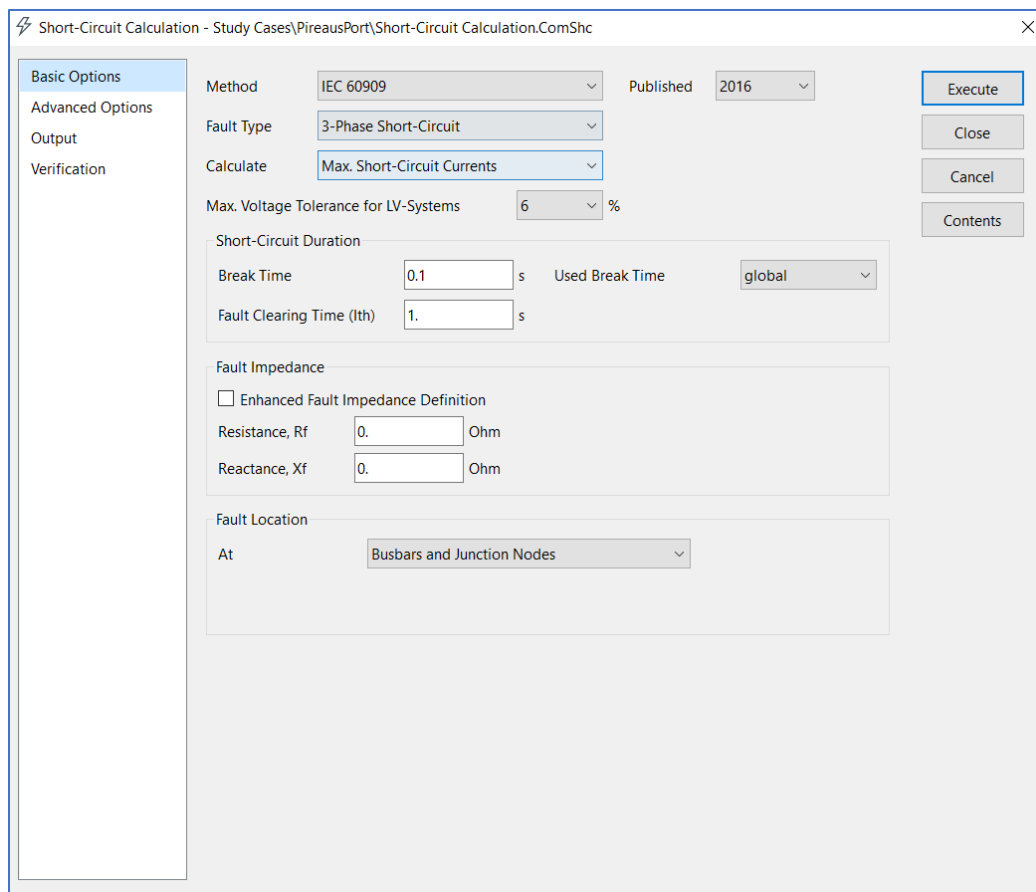 Short-Circuit Calculation - Study Cases\PireausPort\Short-Circuit Calculation.ComShc
Basic Options
Advanced Options
Output
Verification
Method IEC 60909 Published 2016
Fault Type 3-Phase Short-Circuit
Calculate Max. Short-Circuit Currents
Max. Voltage Tolerance for LV-Systems 6 %
Short-Circuit Duration
Break Time 0.1 s Used Break Time global
Fault Clearing Time (Ith) 1. s
Fault Impedance
Enhanced Fault Impedance Definition
Resistance, Rf 0. Ohm
Reactance, Xf 0. Ohm
Fault Location
At Busbars and Junction Nodes
Execute
Close
Cancel
Contents